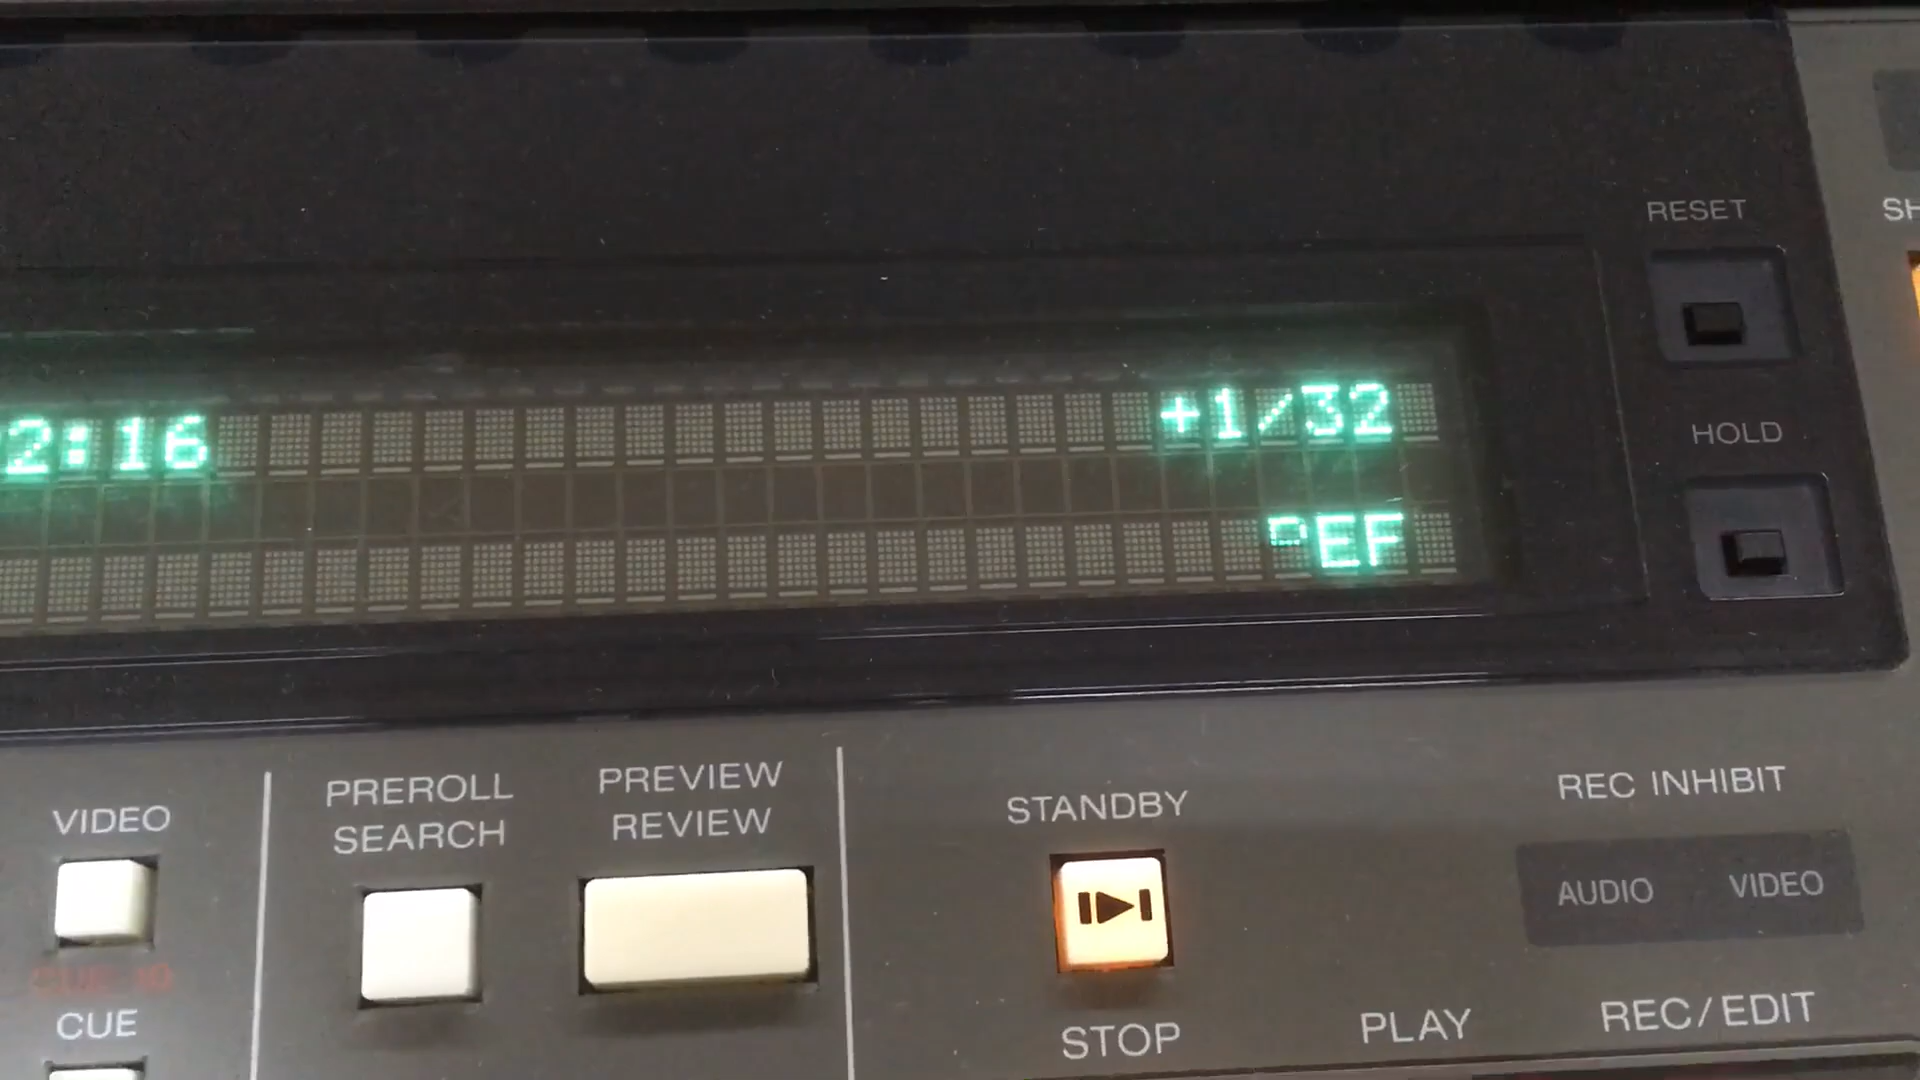 RESET
SH
2:16
+1/32
HOLD
EF
VIDEO
PREROLL
SEARCH
PREVIEW
REVIEW
STANDBY
REC INHIBIT
AUDIO VIDEO
CUE
STOP
PLAY
REC/EDIT